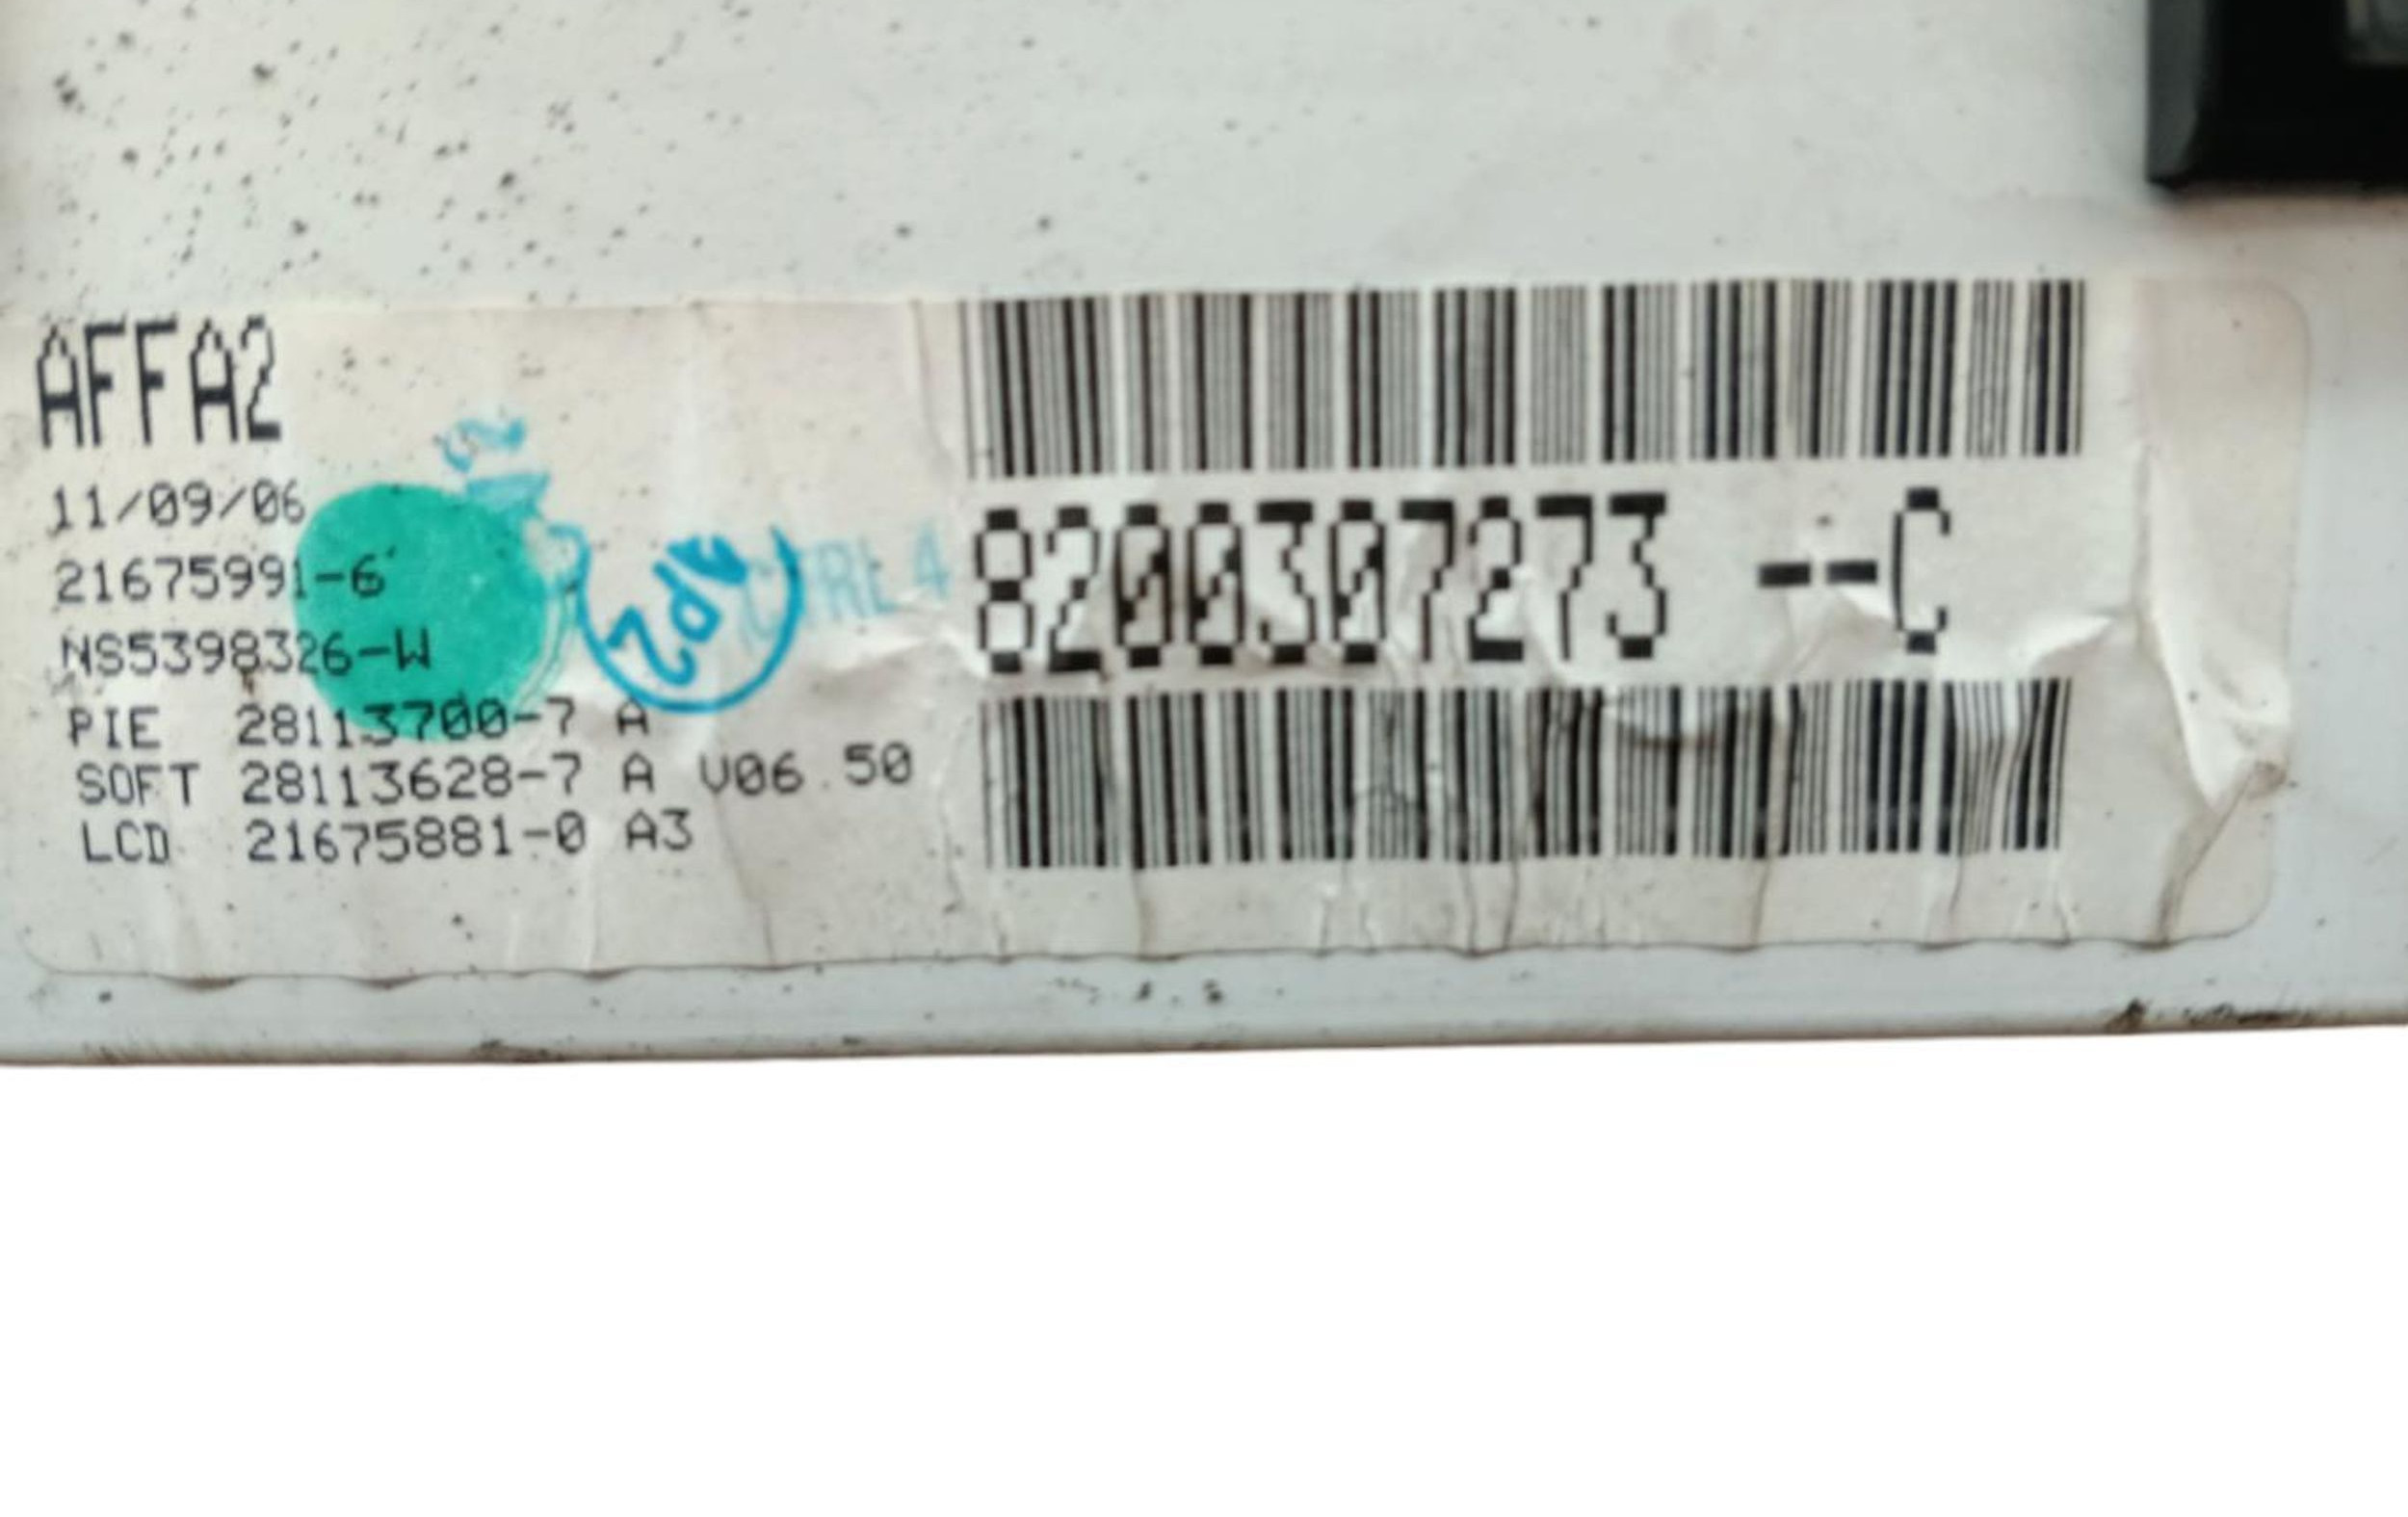 AFFA2
11/09/06
21675991-6
NS5398326-W
PIE 28113700-7 A
SOFT 28113628-7 A V06.50
LCD 21675881-0 A3
8200307273 --C